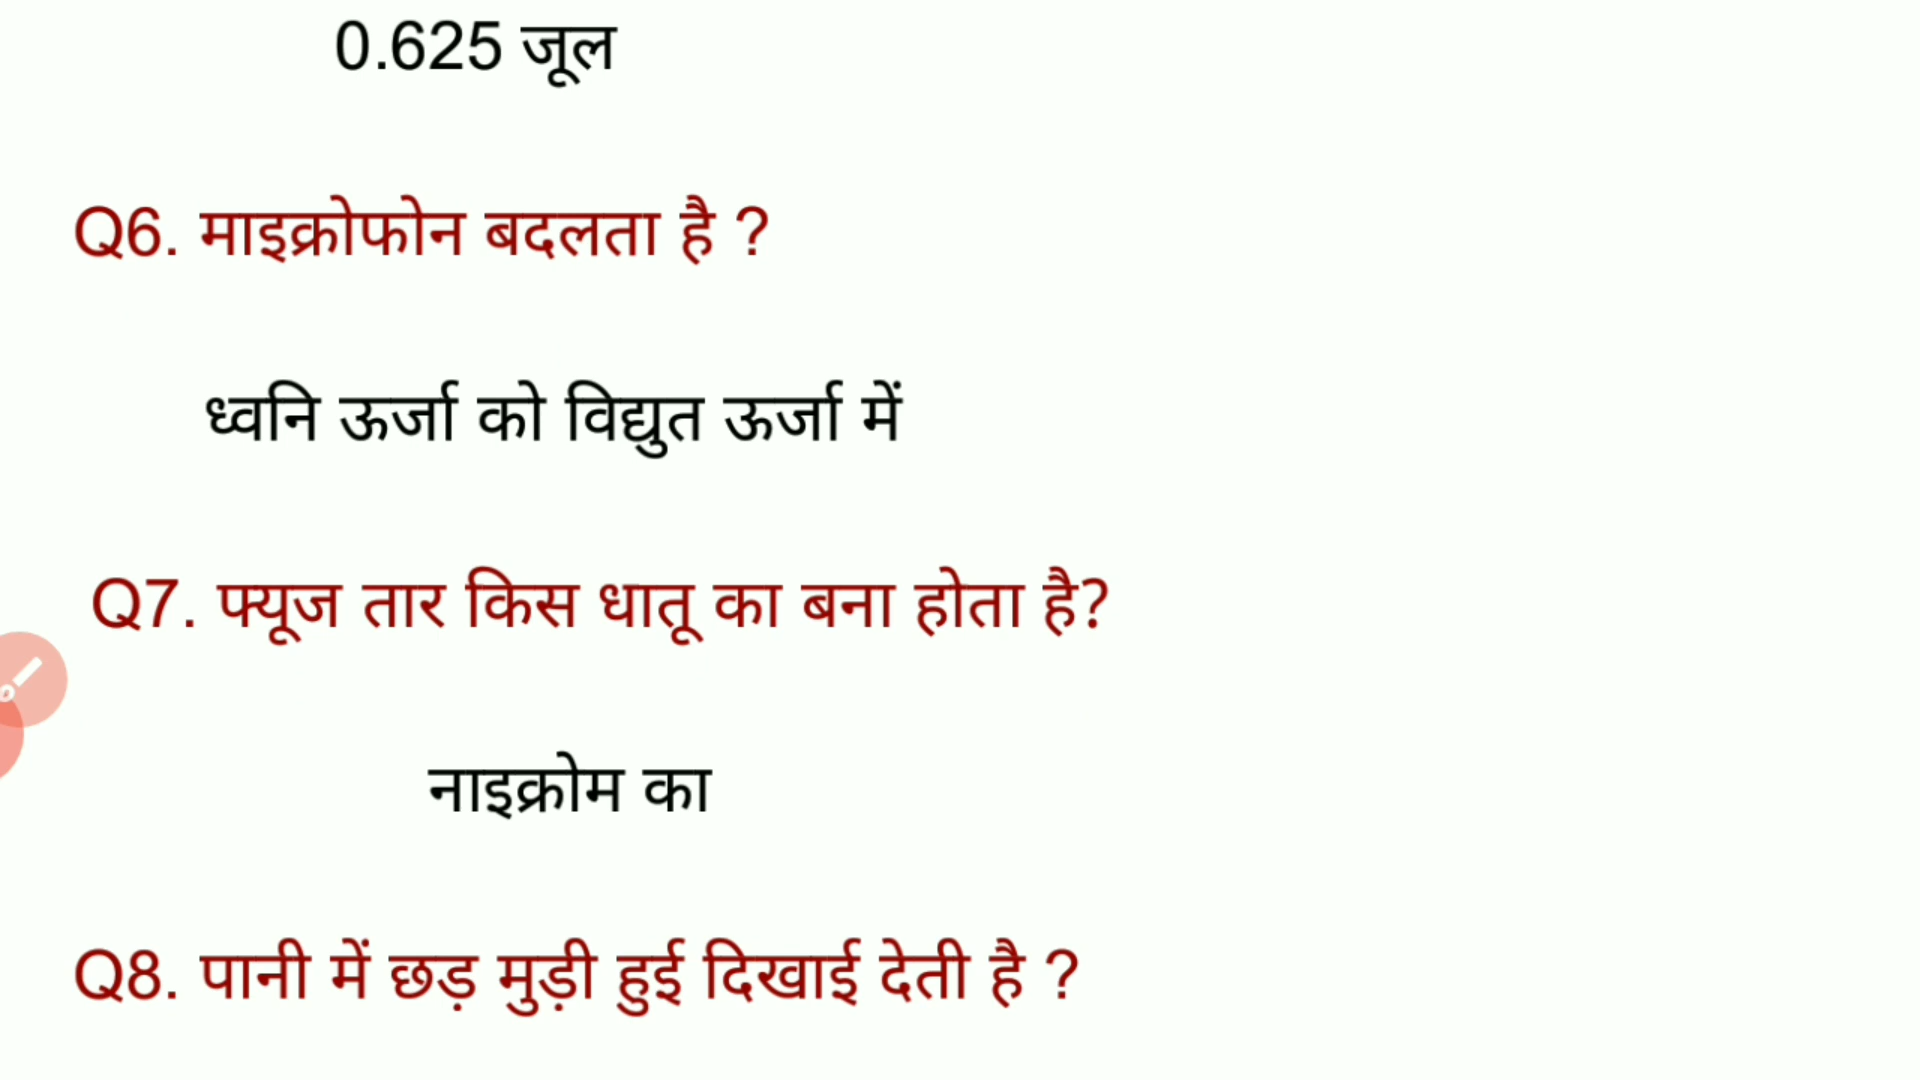 0.625 जूल
Q6. माइक्रोफोन बदलता है ?
ध्वनि ऊर्जा को विद्युत ऊर्जा में
Q7. फ्यूज तार किस धातू का बना होता है?
नाइक्रोम का
Q8. पानी में छड़ मुड़ी हुई दिखाई देती है ?